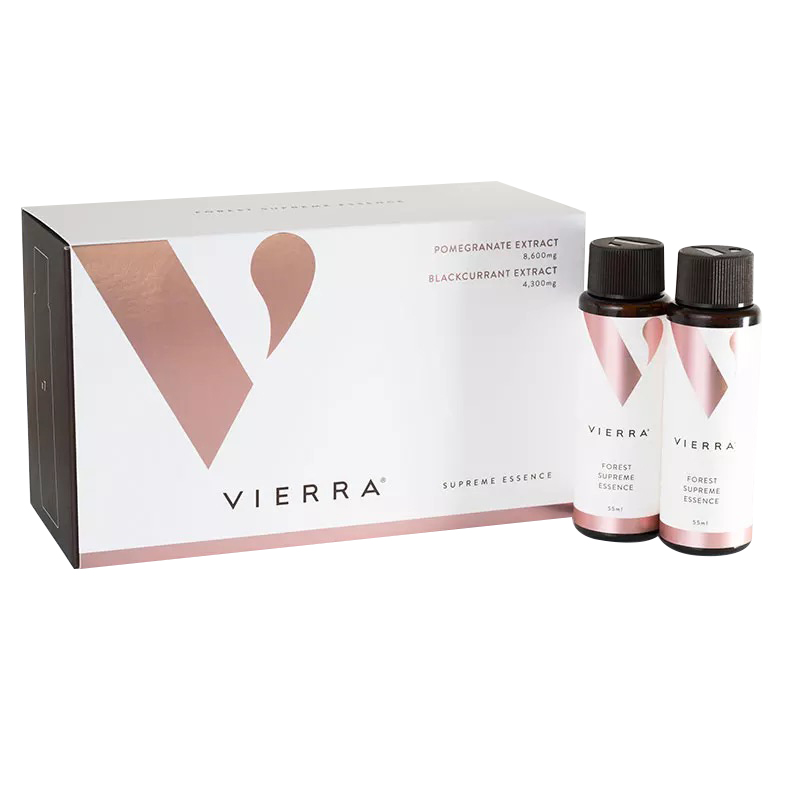 FOREST SUPREME ESSENCE
POMEGRANATE EXTRACT
8,600mg
BLACKCURRANT EXTRACT
4,300mg
VIERRA®
SUPREME ESSENCE
VIERRA®
FOREST
SUPREME
ESSENCE
55ml
VIERRA®
FOREST
SUPREME
ESSENCE
55ml